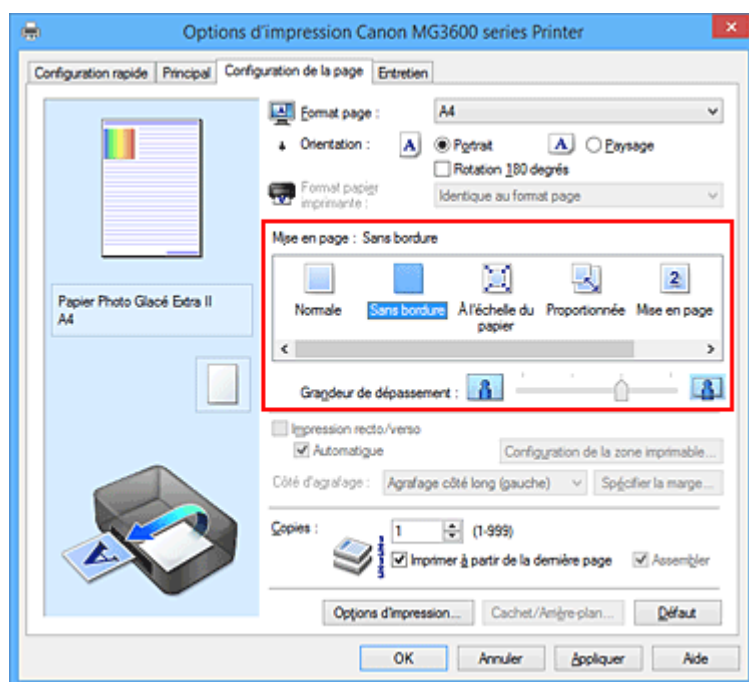 Options d'impression Canon MG3600 series Printer
Configuration rapide Principal Configuration de la page Entretien
Format page : A4
Orientation : A Portrait A Paysage
Rotation 180 degrés
Format papier imprimante : Identique au format page
Mise en page : Sans bordure
Normale Sans bordure À l'échelle du papier Proportionnée Mise en page
Papier Photo Glacé Extra II
A4
Grandeur de dépassement :
Impression recto/verso
Automatique Configuration de la zone imprimable...
Côté d'agrafage : Agrafage côté long (gauche) Spécifier la marge...
Copies : 1 (1-999)
Imprimer à partir de la dernière page Assembler
Options d'impression... Cachet/Arrière-plan... Défaut
OK Annuler Appliquer Aide